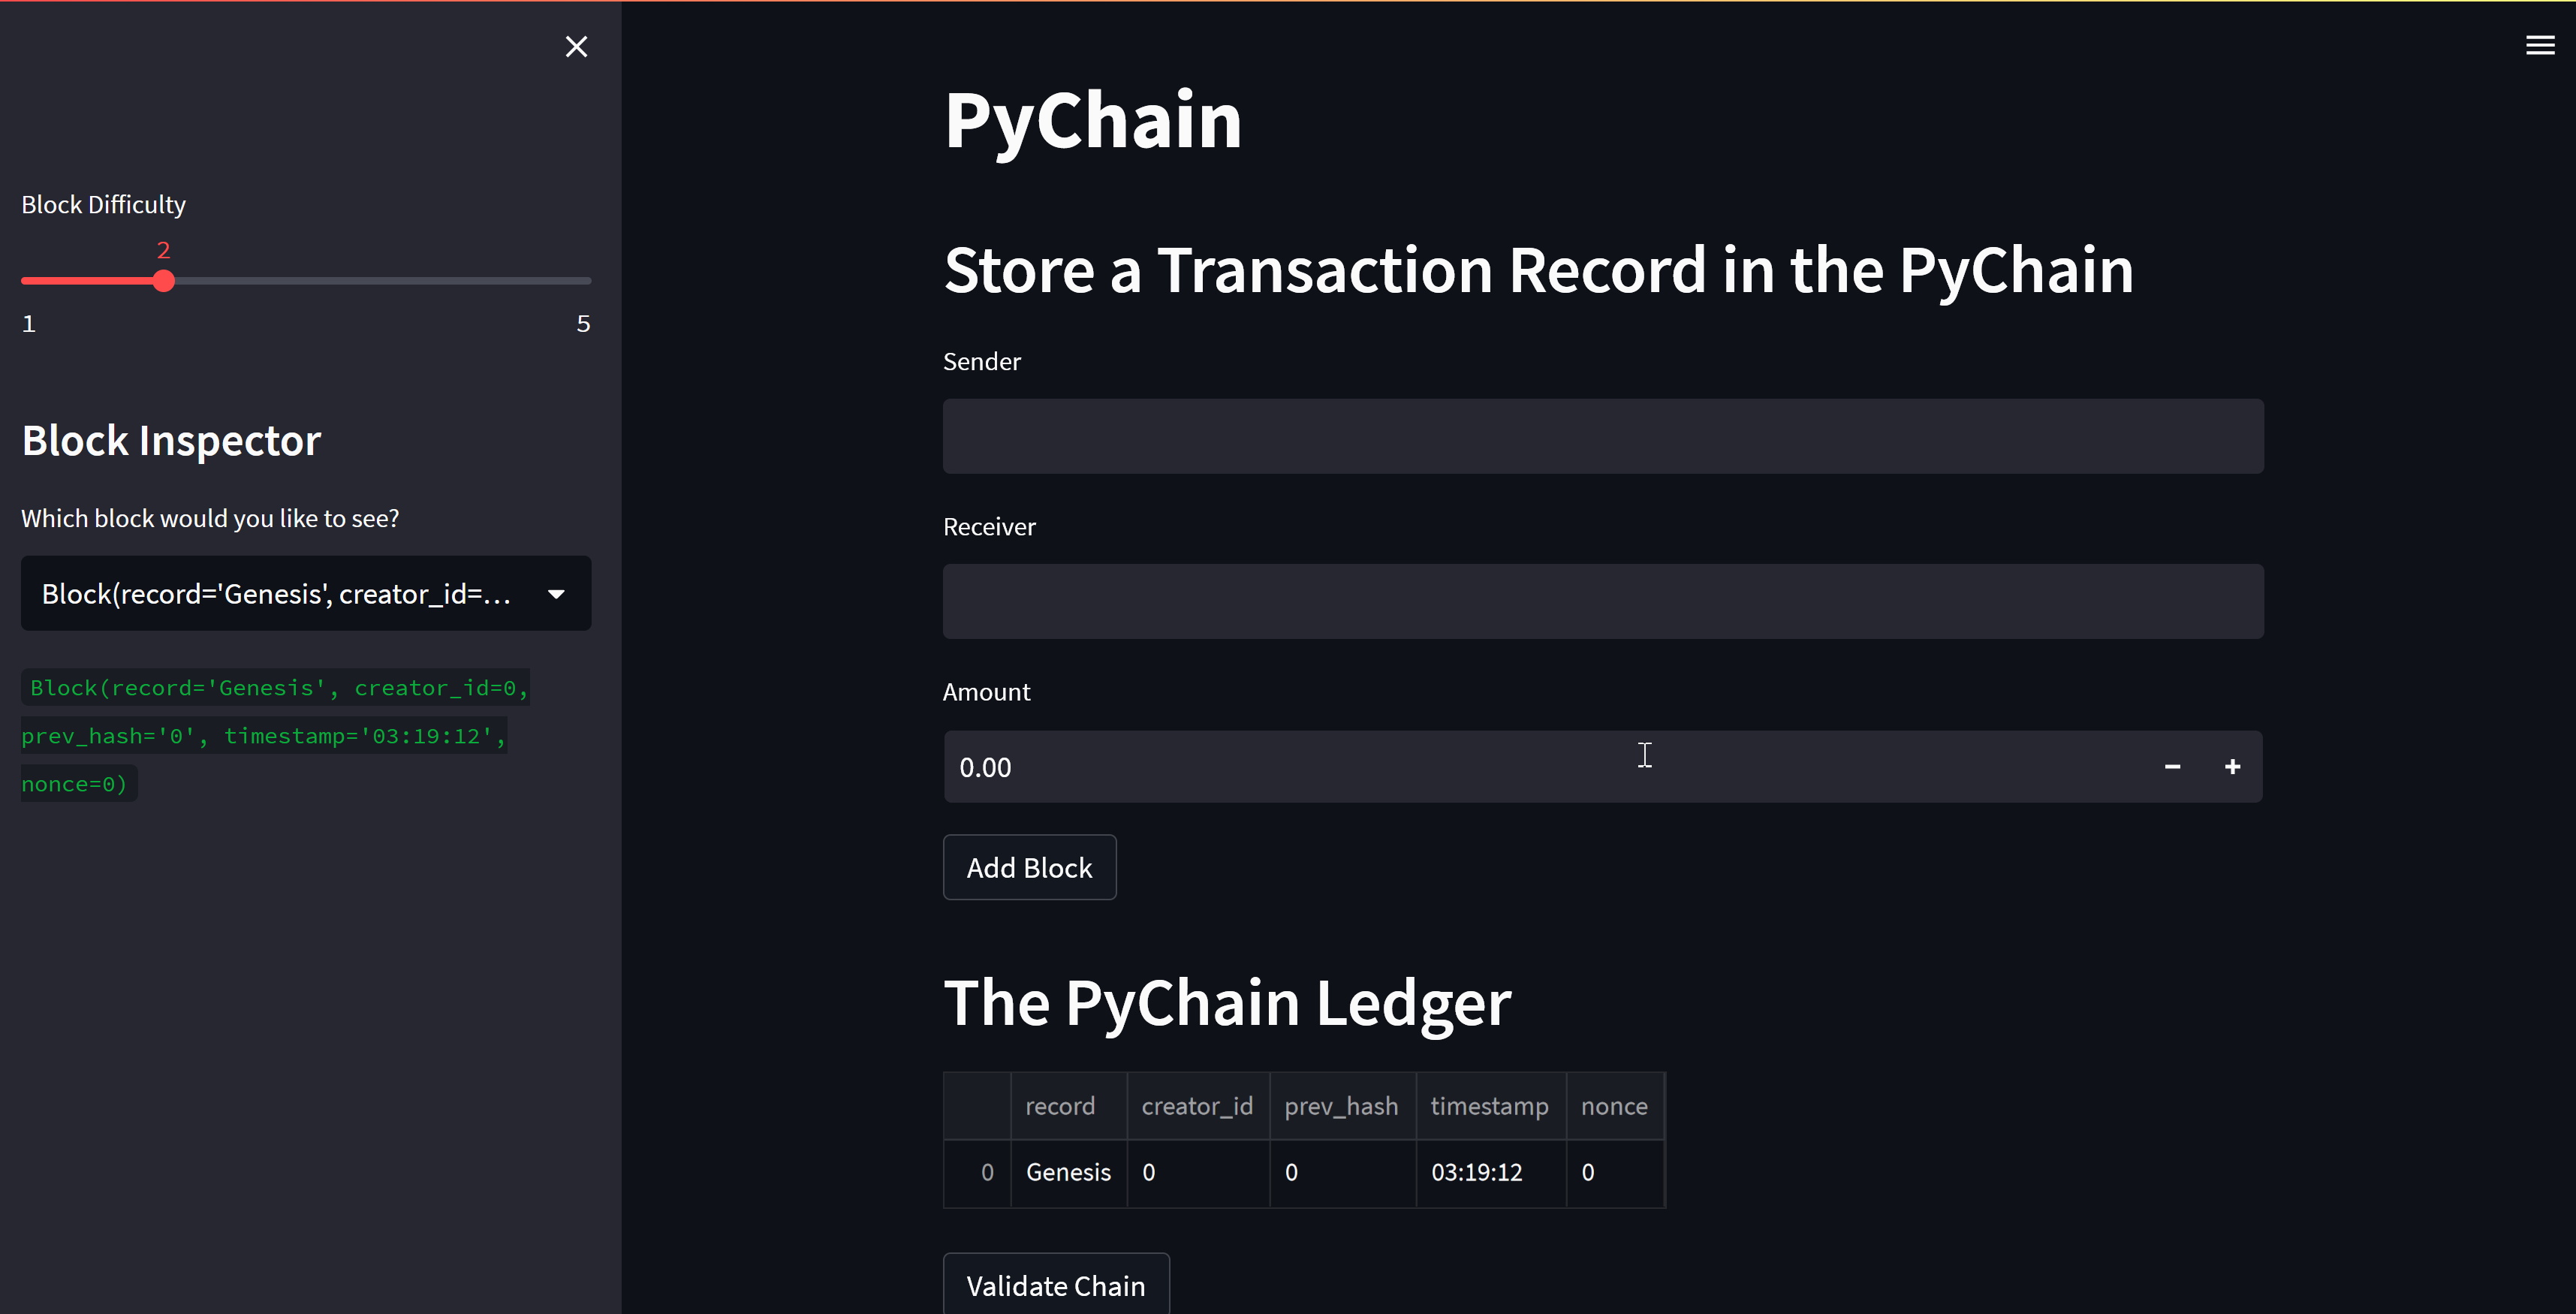 Block Difficulty
2
1 5
Block Inspector
Which block would you like to see?
Block(record='Genesis', creator_id=...
Block(record='Genesis', creator_id=0,
prev_hash='0', timestamp='03:19:12',
nonce=0)
PyChain
Store a Transaction Record in the PyChain
Sender
Receiver
Amount
0.00
Add Block
The PyChain Ledger
record creator_id prev_hash timestamp nonce
0 Genesis 0 0 03:19:12 0
Validate Chain